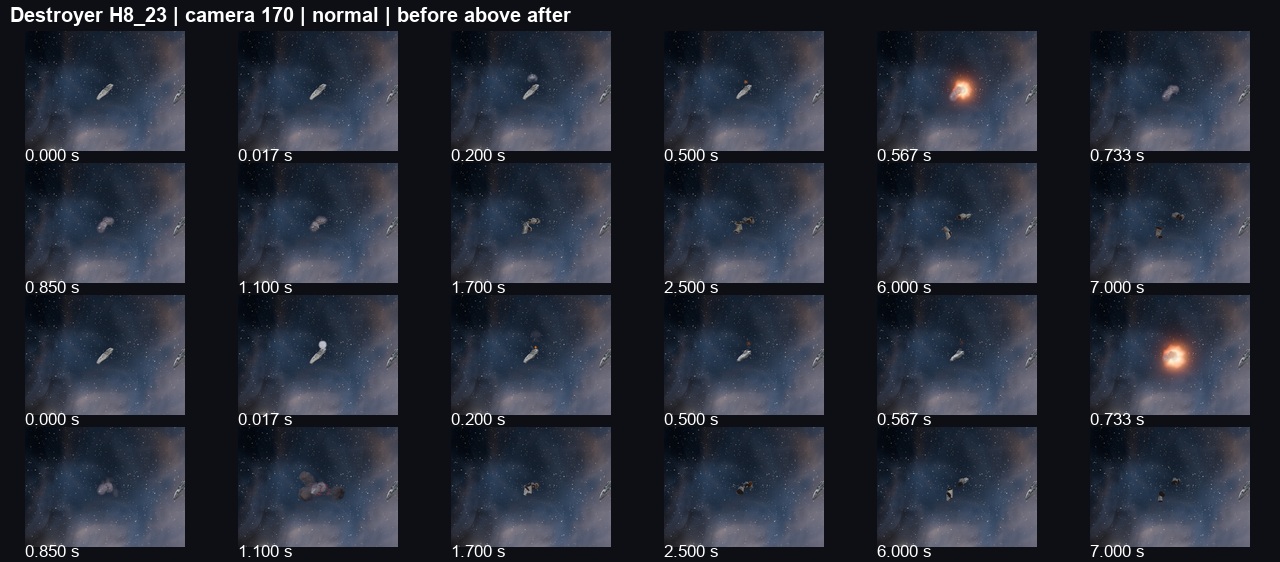 Destroyer H8_23 | camera 170 | normal | before above after
0.000 s 0.017 s 0.200 s 0.500 s 0.567 s 0.733 s
0.850 s 1.100 s 1.700 s 2.500 s 6.000 s 7.000 s
0.000 s 0.017 s 0.200 s 0.500 s 0.567 s 0.733 s
0.850 s 1.100 s 1.700 s 2.500 s 6.000 s 7.000 s